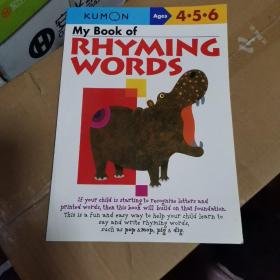 KUMON Ages 4•5•6
My Book of
RHYMING
WORDS
If your child is starting to recognize letters and
printed words, then this book will build on that foundation.
This is a fun and easy way to help your child learn to
say and write rhyming words,
such as pop & mop, pig & dig.